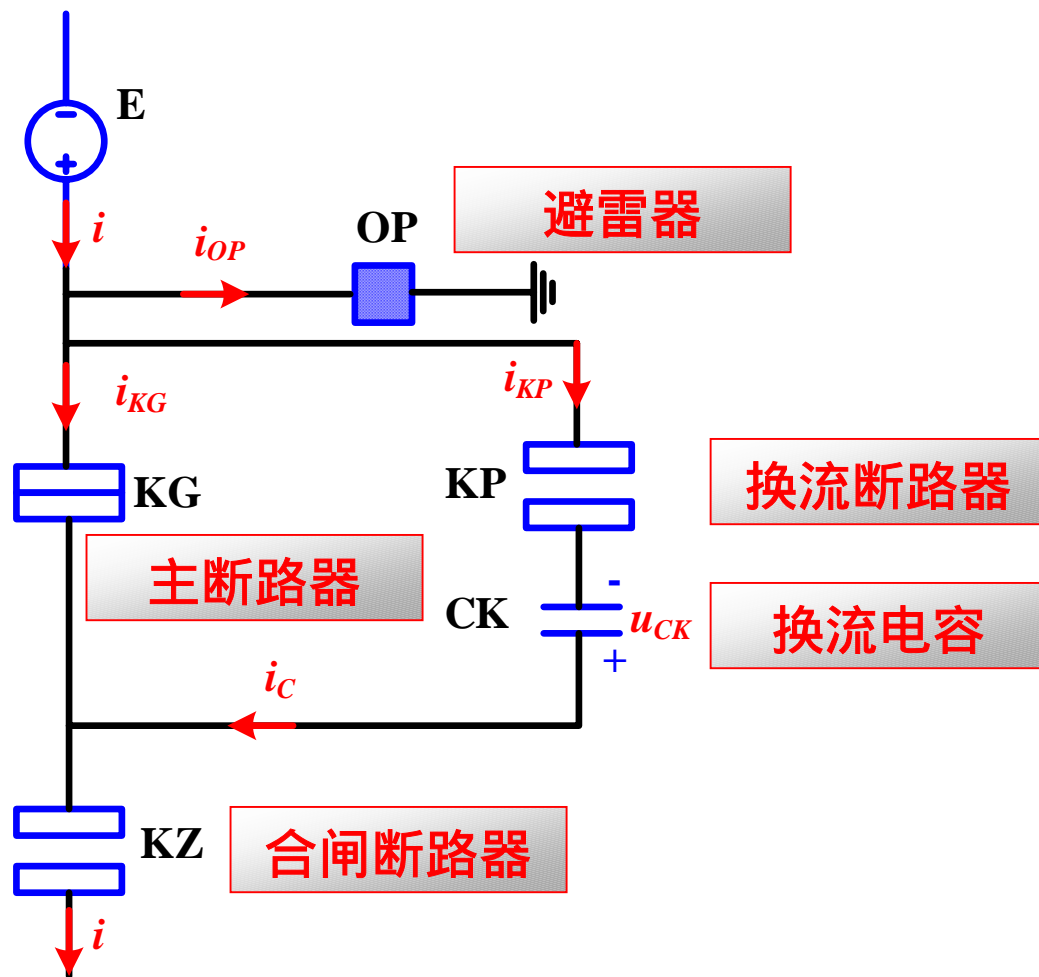 E
-
+
i
i_OP
OP
避雷器
i_KG
i_KP
KG
KP
换流断路器
主断路器
CK
-
u_CK
+
换流电容
i_C
KZ
合闸断路器
i